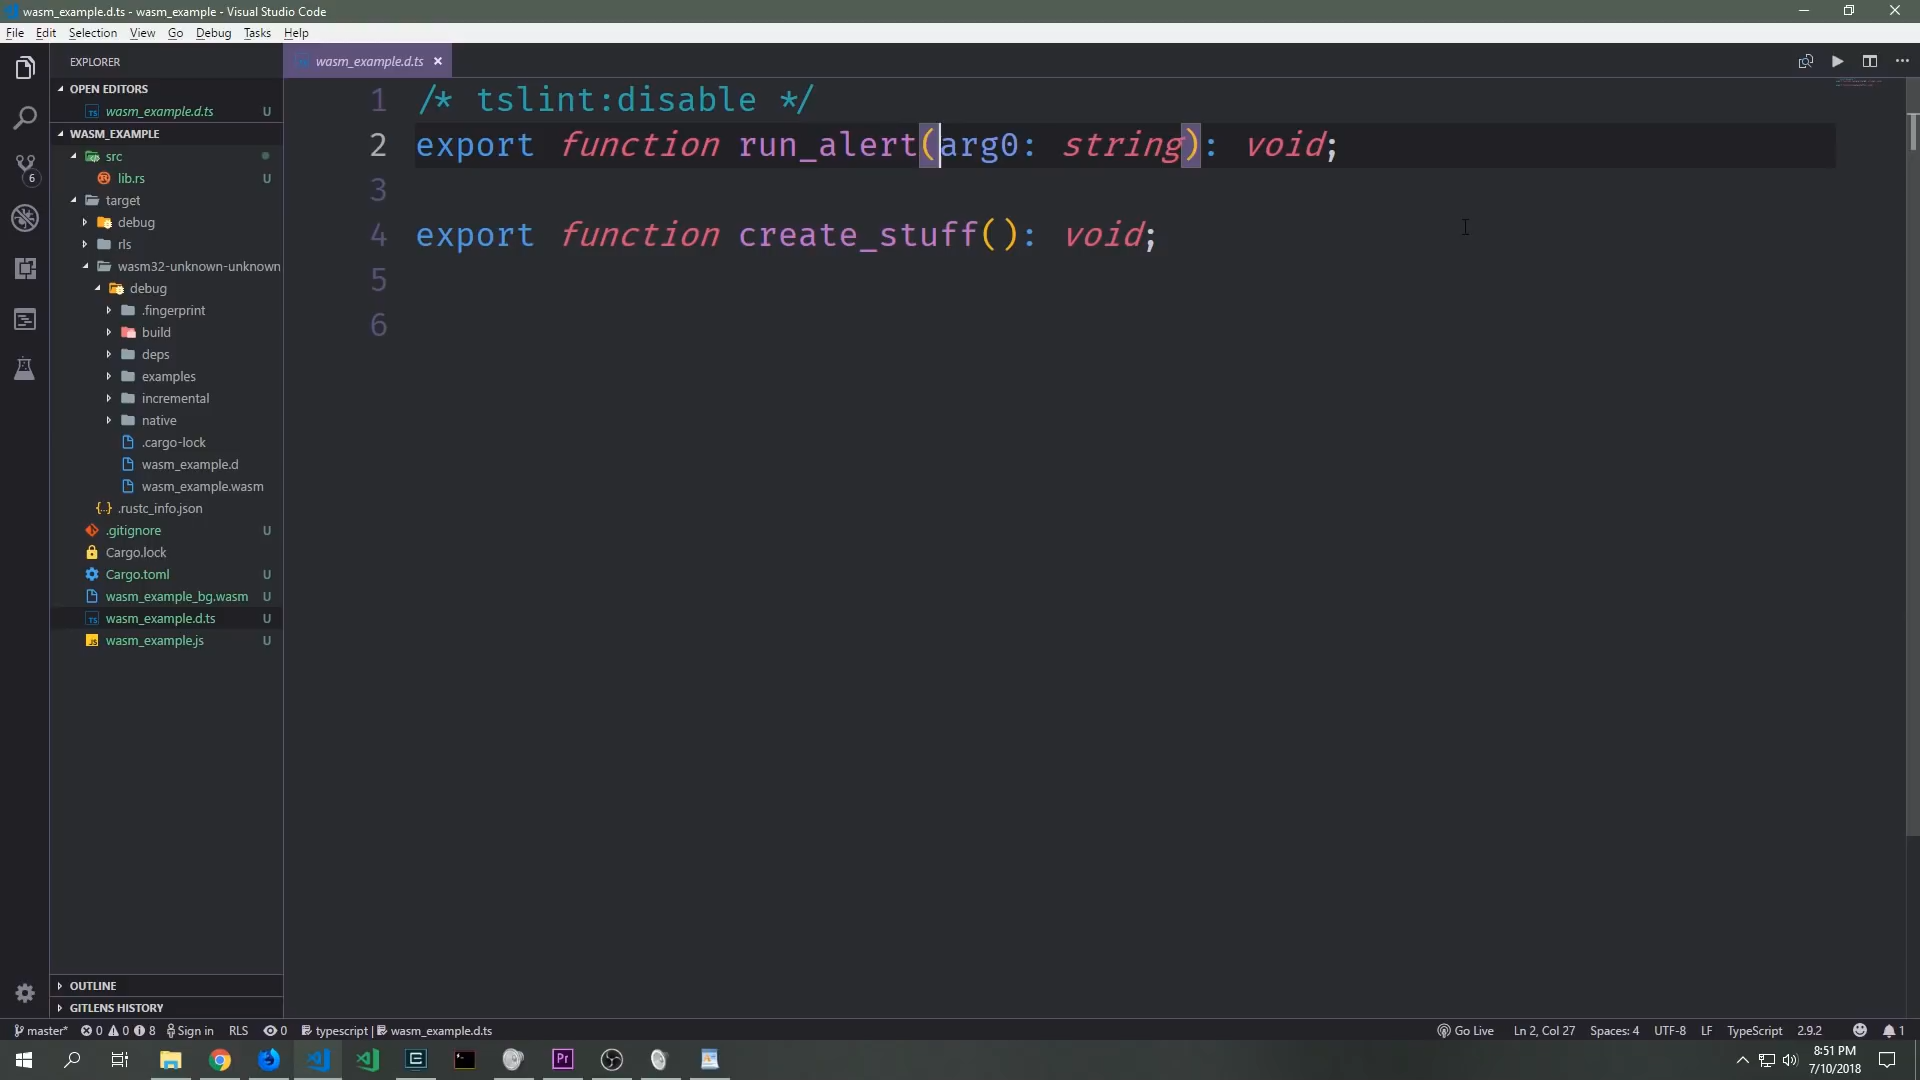 wasm_example.d.ts - wasm_example - Visual Studio Code
File Edit Selection View Go Debug Tasks Help
EXPLORER
OPEN EDITORS
TS wasm_example.d.ts U
WASM_EXAMPLE
src
lib.rs U
target
debug
rls
wasm32-unknown-unknown
debug
.fingerprint
build
deps
examples
incremental
native
.cargo-lock
wasm_example.d
wasm_example.wasm
{..} .rustc_info.json
.gitignore U
Cargo.lock
Cargo.toml U
wasm_example_bg.wasm U
TS wasm_example.d.ts U
JS wasm_example.js U
OUTLINE
GITLENS HISTORY
6
wasm_example.d.ts ×
1 /* tslint:disable */
2 export function run_alert(arg0: string): void;
3
4 export function create_stuff(): void;
5
6
master* 0 0 8 Sign in RLS 0 typescript | wasm_example.d.ts
Go Live Ln 2, Col 27 Spaces: 4 UTF-8 LF TypeScript 2.9.2 1
Pr
8:51 PM
7/10/2018